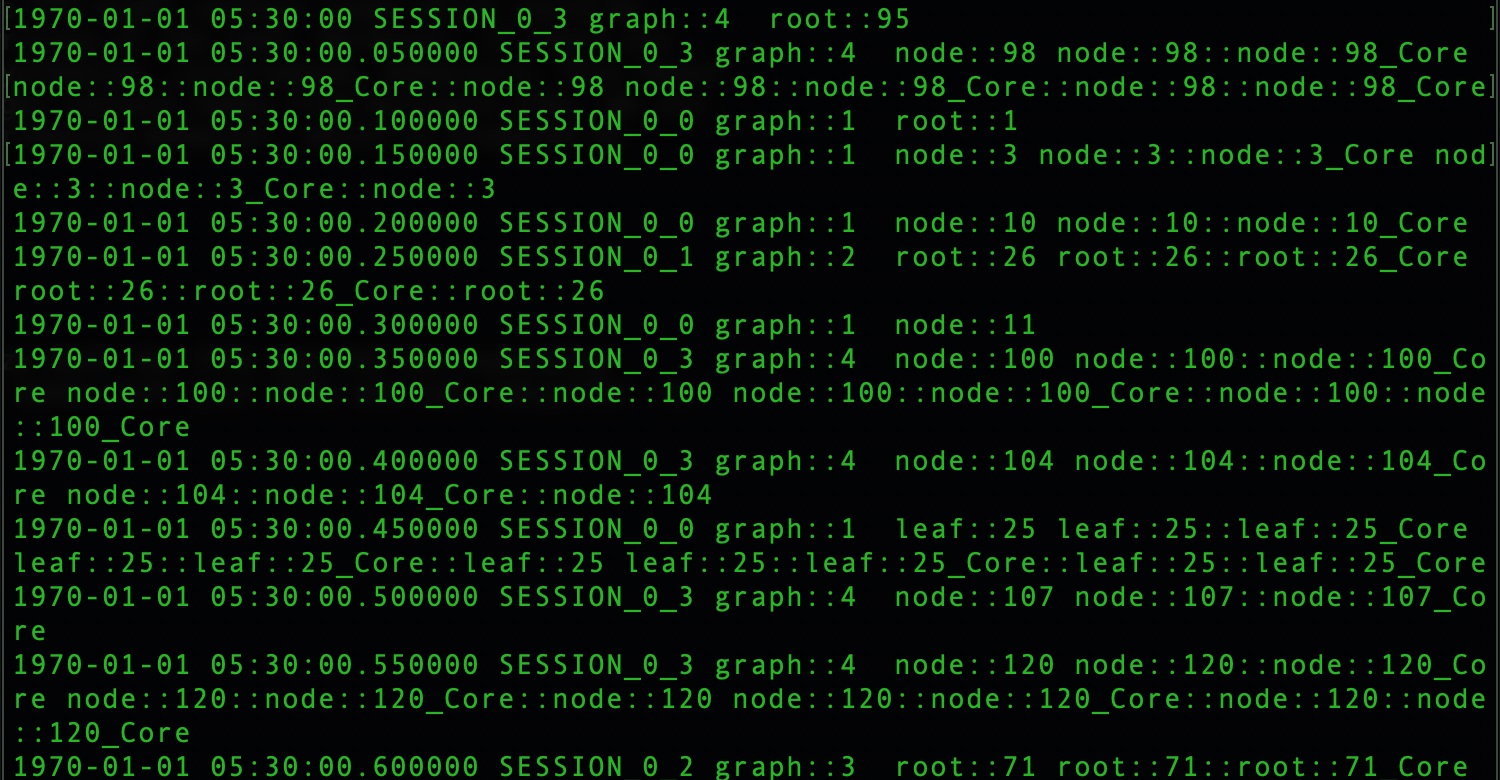 [1970-01-01 05:30:00 SESSION_0_3 graph::4  root::95 ]
1970-01-01 05:30:00.050000 SESSION_0_3 graph::4  node::98 node::98::node::98_Core
[node::98::node::98_Core::node::98 node::98::node::98_Core::node::98::node::98_Core]
1970-01-01 05:30:00.100000 SESSION_0_0 graph::1  root::1
[1970-01-01 05:30:00.150000 SESSION_0_0 graph::1  node::3 node::3::node::3_Core nod]
e::3::node::3_Core::node::3
1970-01-01 05:30:00.200000 SESSION_0_0 graph::1  node::10 node::10::node::10_Core
1970-01-01 05:30:00.250000 SESSION_0_1 graph::2  root::26 root::26::root::26_Core
root::26::root::26_Core::root::26
1970-01-01 05:30:00.300000 SESSION_0_0 graph::1  node::11
1970-01-01 05:30:00.350000 SESSION_0_3 graph::4  node::100 node::100::node::100_Co
re node::100::node::100_Core::node::100 node::100::node::100_Core::node::100::node
::100_Core
1970-01-01 05:30:00.400000 SESSION_0_3 graph::4  node::104 node::104::node::104_Co
re node::104::node::104_Core::node::104
1970-01-01 05:30:00.450000 SESSION_0_0 graph::1  leaf::25 leaf::25::leaf::25_Core
leaf::25::leaf::25_Core::leaf::25 leaf::25::leaf::25_Core::leaf::25::leaf::25_Core
1970-01-01 05:30:00.500000 SESSION_0_3 graph::4  node::107 node::107::node::107_Co
re
1970-01-01 05:30:00.550000 SESSION_0_3 graph::4  node::120 node::120::node::120_Co
re node::120::node::120_Core::node::120 node::120::node::120_Core::node::120::node
::120_Core
1970-01-01 05:30:00.600000 SESSION_0_2 graph::3  root::71 root::71::root::71_Core